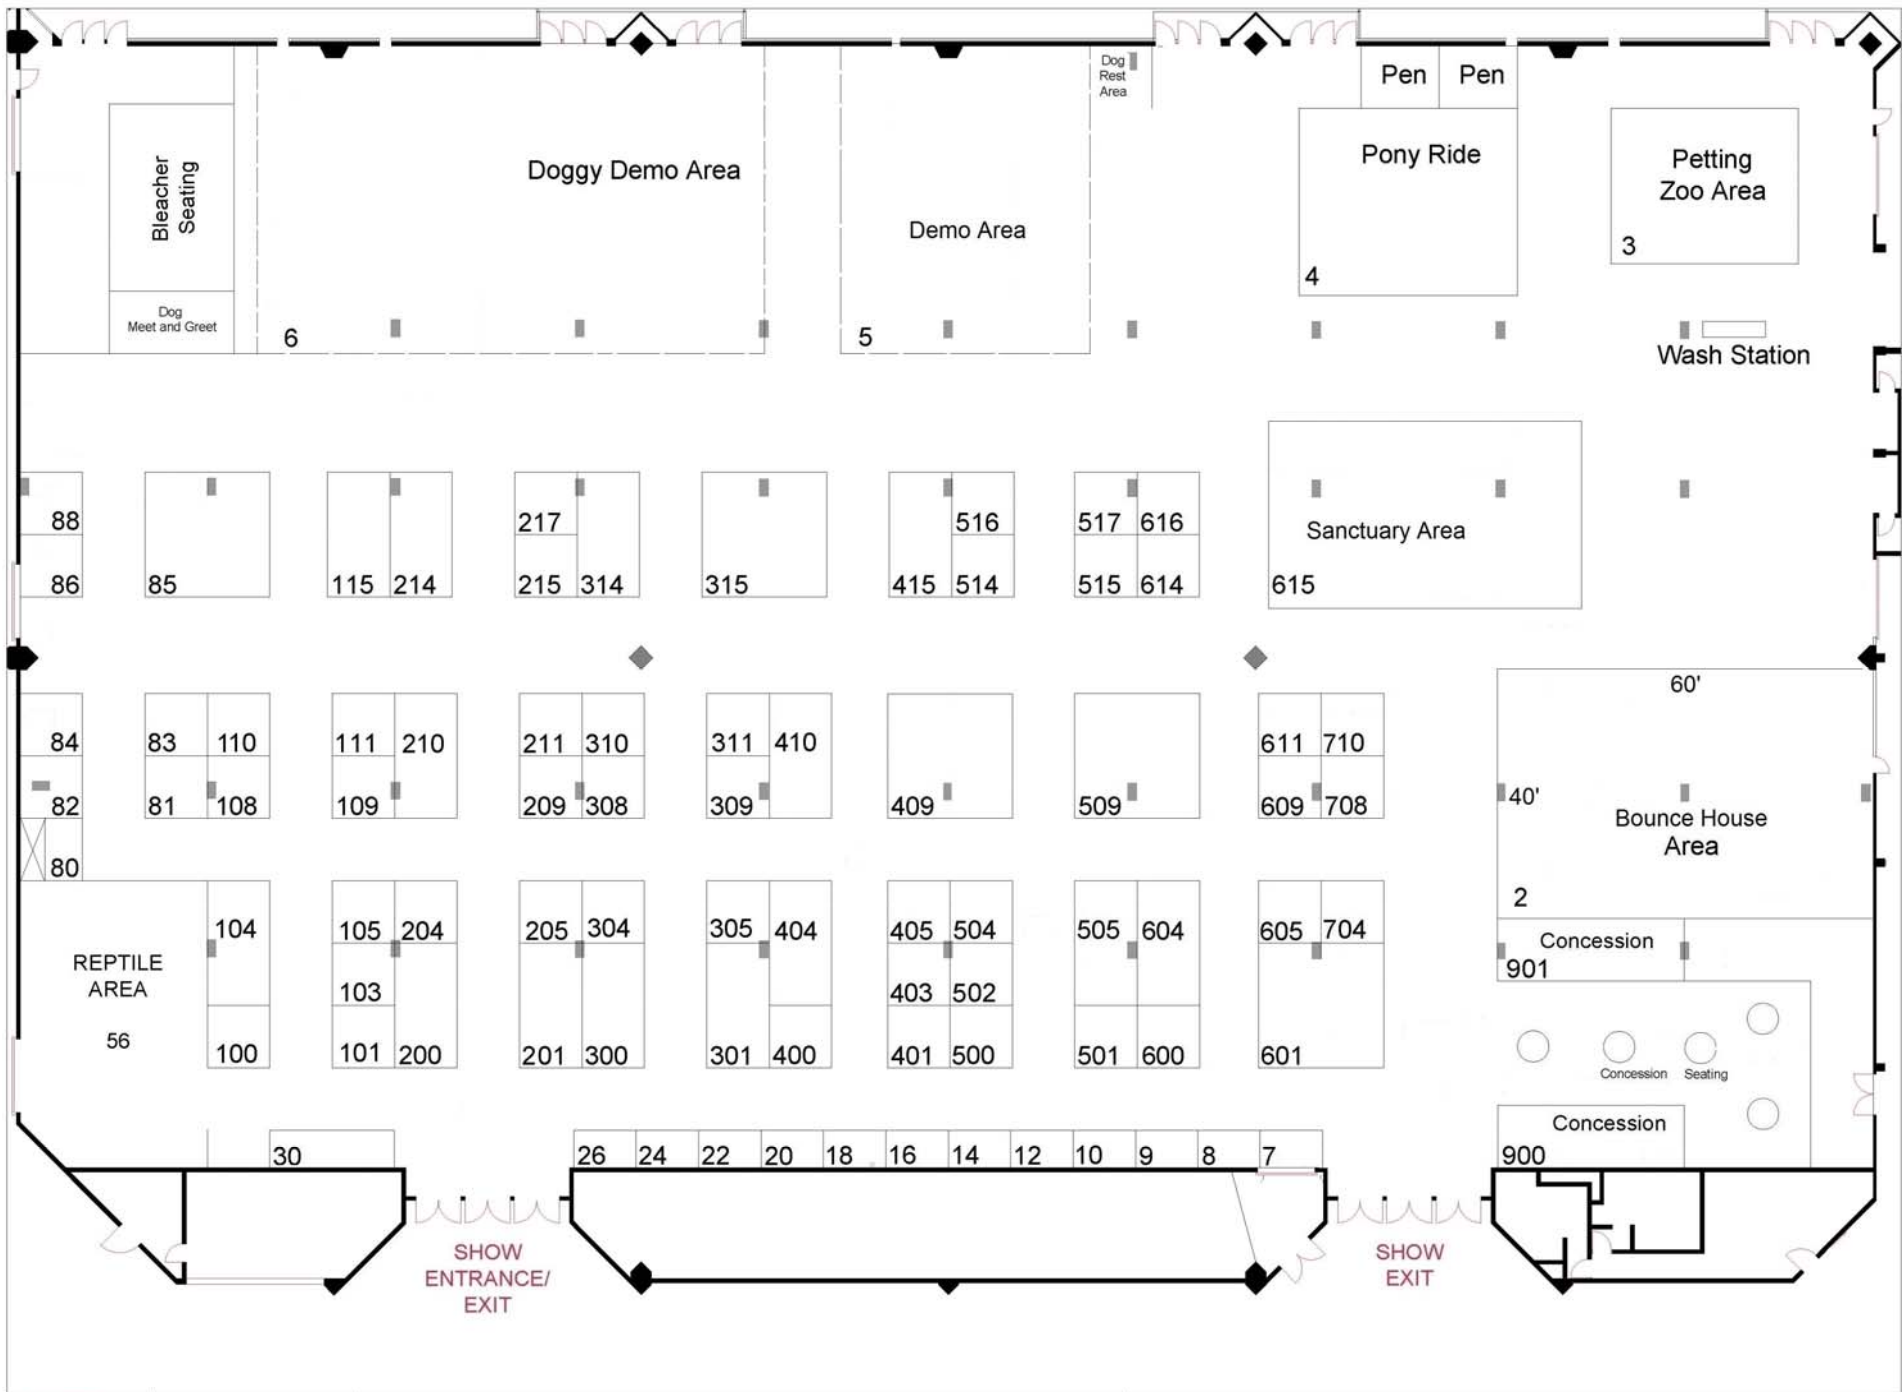 Dog
Rest
Area
Pen Pen
Bleacher
Seating
Doggy Demo Area
Demo Area
Pony Ride
Petting
Zoo Area
3
4
Dog
Meet and Greet
6
5
Wash Station
88
86
85
115 214
217
215 314
315
516
415 514
517 616
515 614
Sanctuary Area
615
84
82
80
83 110
81 108
111 210
109
211 310
209 308
311 410
309
409
509
611 710
609 708
60'
40'
Bounce House
Area
2
REPTILE
AREA
56
104
100
105 204
103
101 200
205 304
201 300
305 404
301 400
405 504
403 502
401 500
505 604
501 600
605 704
601
Concession
901
Concession Seating
Concession
900
30
26 24 22 20 18 16 14 12 10 9 8 7
SHOW
ENTRANCE/
EXIT
SHOW
EXIT